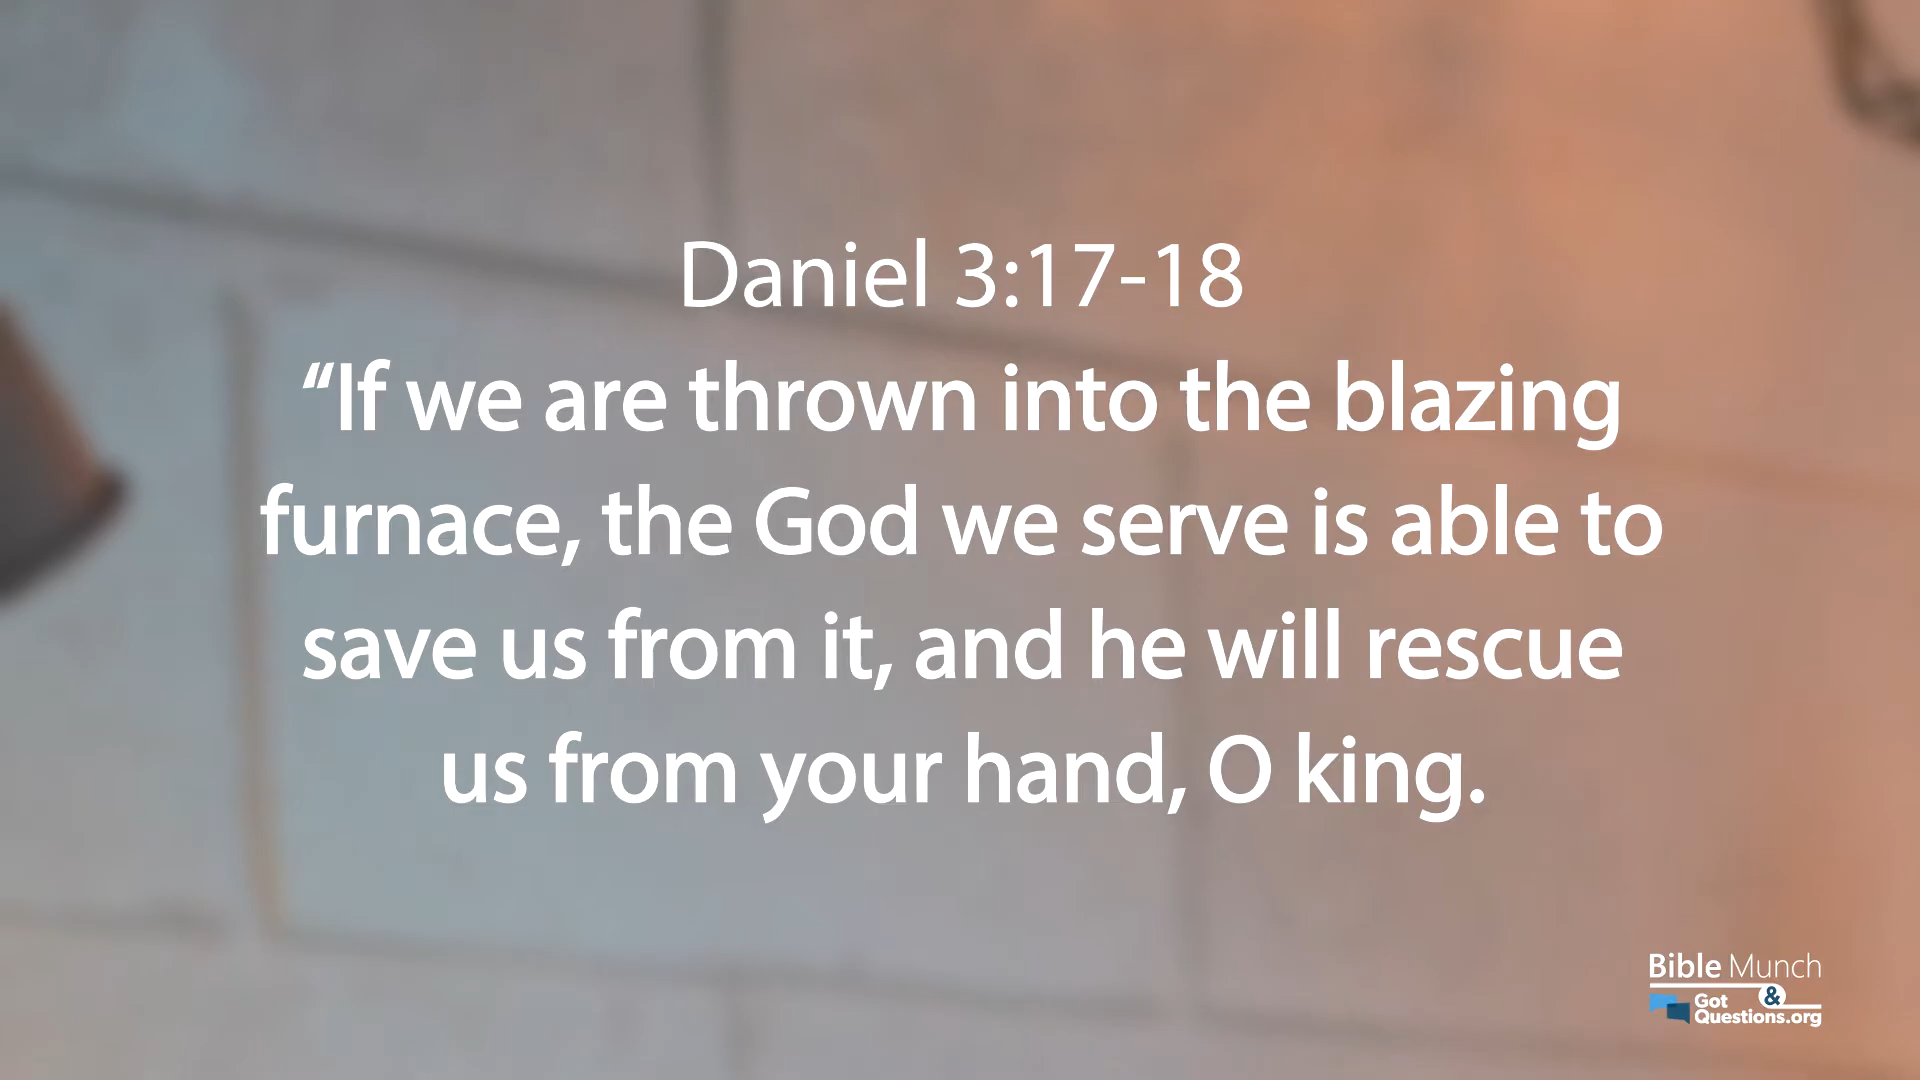 Daniel 3:17-18
“If we are thrown into the blazing
furnace, the God we serve is able to
save us from it, and he will rescue
us from your hand, O king.
Bible Munch
&
Got
Questions.org